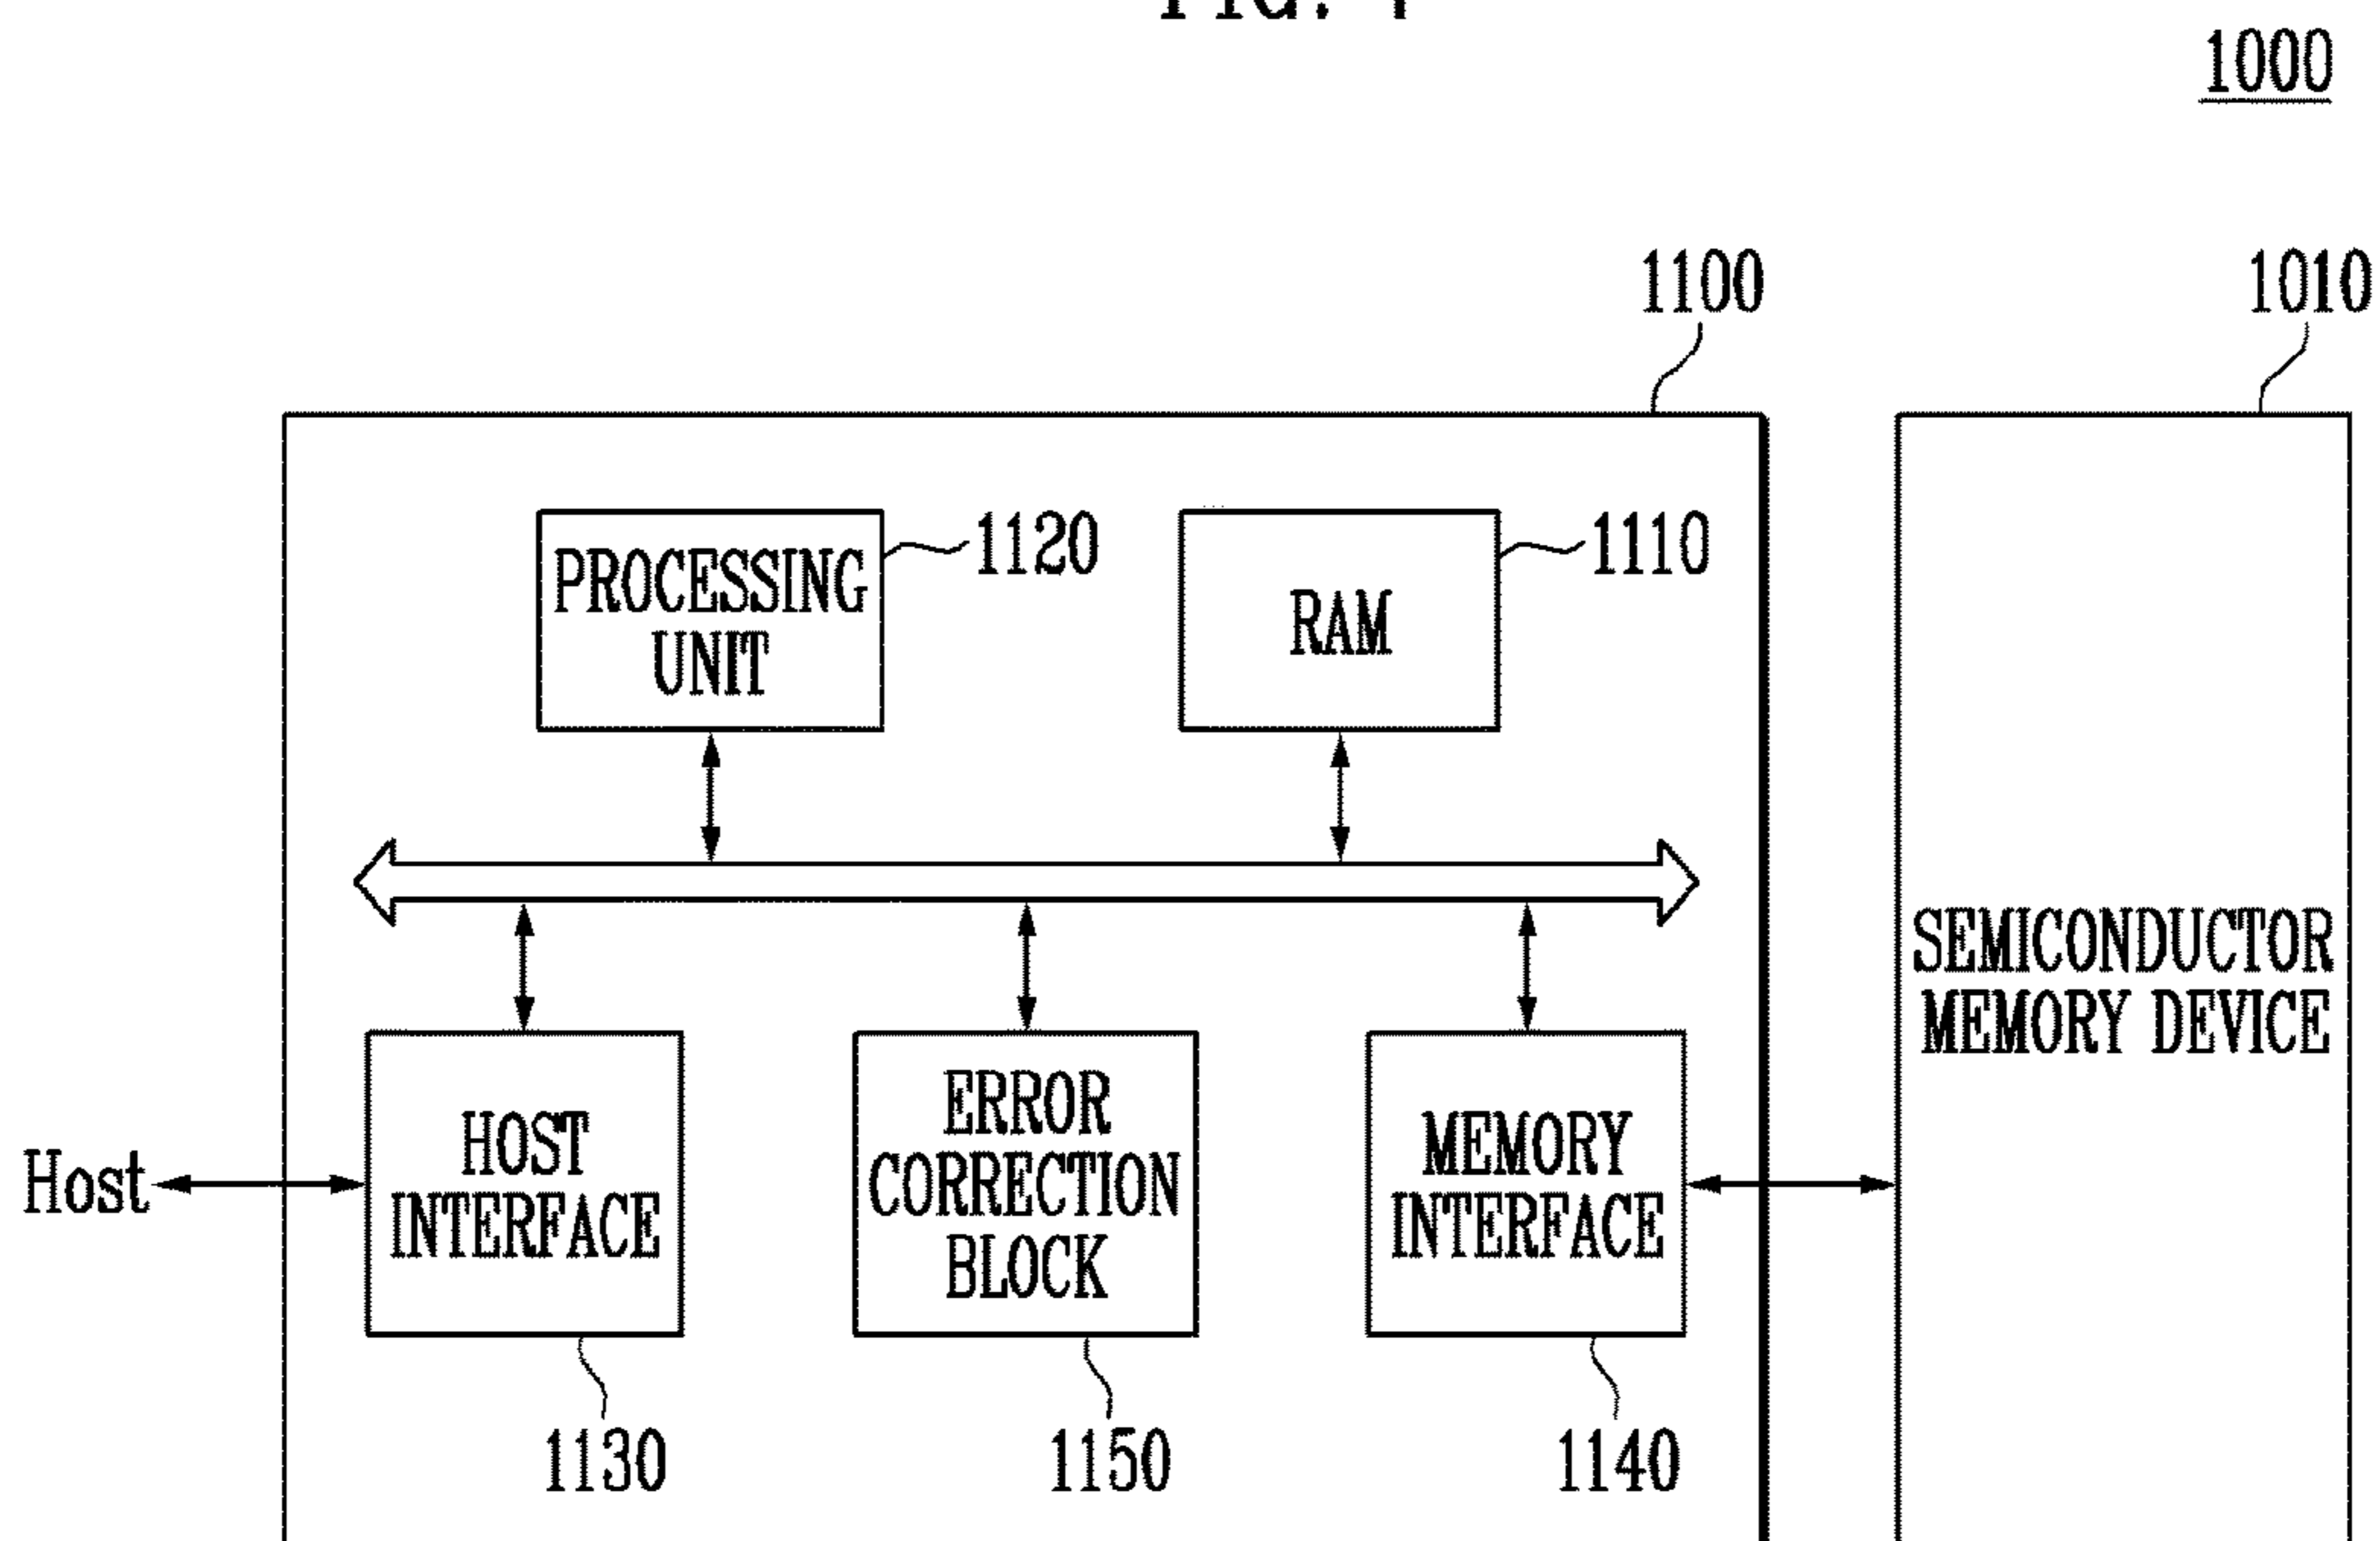 1000
1100
1010
PROCESSING
UNIT
1120
RAM
1110
SEMICONDUCTOR
MEMORY DEVICE
Host
HOST
INTERFACE
ERROR
CORRECTION
BLOCK
MEMORY
INTERFACE
1130
1150
1140